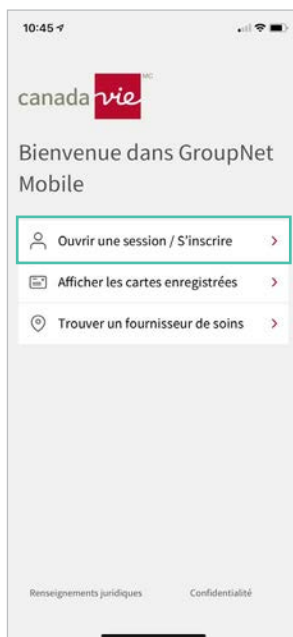 10:45
canada vie MC
Bienvenue dans GroupNet
Mobile
Ouvrir une session / S'inscrire
Afficher les cartes enregistrées
Trouver un fournisseur de soins
Renseignements juridiques Confidentialité